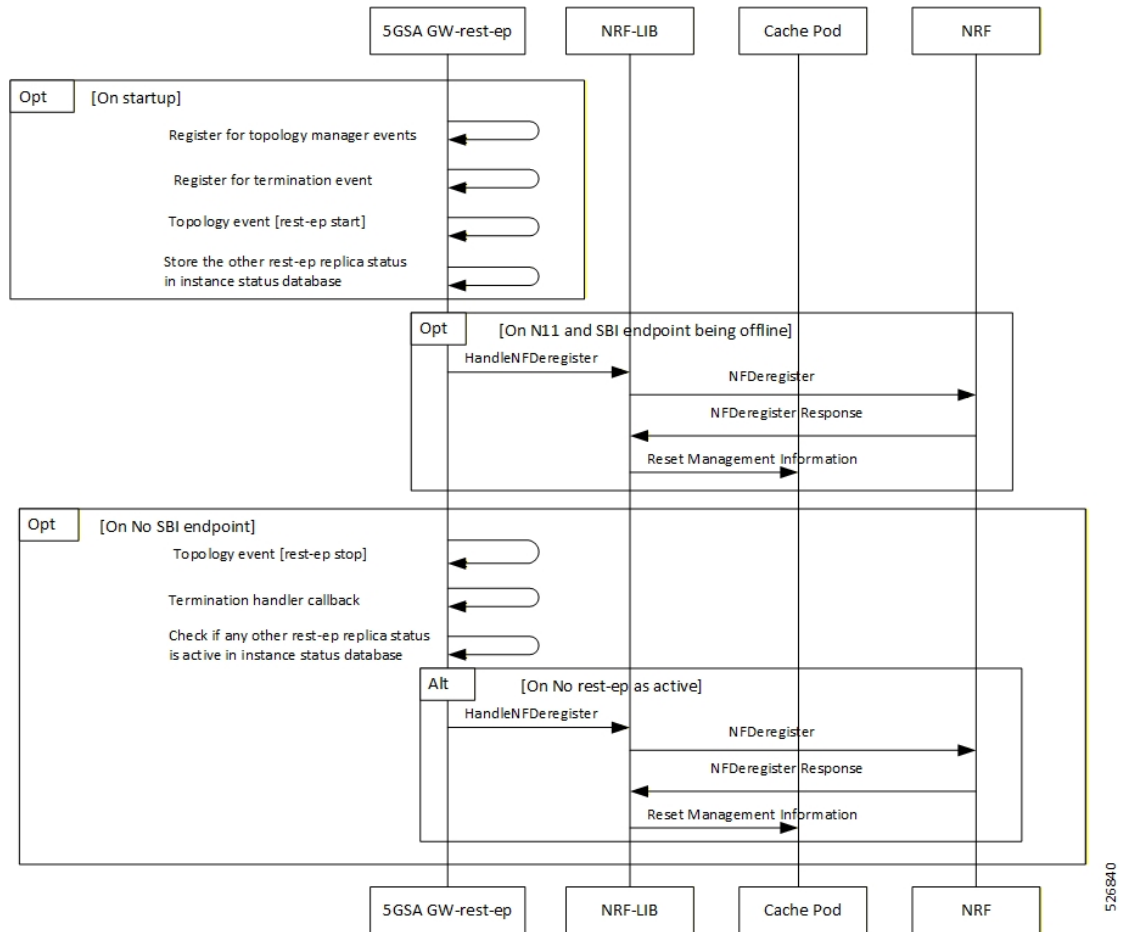 5GSA GW-rest-ep
NRF-LIB
Cache Pod
NRF
Opt
[On startup]
Register for topology manager events
Register for termination event
Topology event [rest-ep start]
Store the other rest-ep replica status
in instance status database
Opt
[On N11 and SBI endpoint being offline]
HandleNFDeregister
NFDeregister
NFDeregister Response
Reset Management Information
Opt
[On No SBI endpoint]
Topology event [rest-ep stop]
Termination handler callback
Check if any other rest-ep replica status
is active in instance status database
Alt
[On No rest-ep as active]
HandleNFDeregister
NFDeregister
NFDeregister Response
Reset Management Information
5GSA GW-rest-ep
NRF-LIB
Cache Pod
NRF
526840